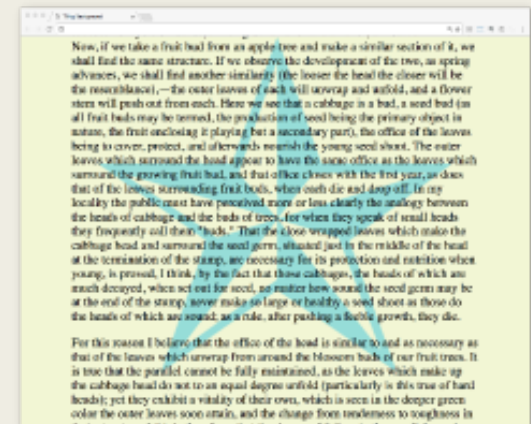 Now, if we take a fruit bud from an apple tree and make a similar section of it, we
shall find the same structure. If we observe the development of the two, as spring
advances, we shall find another similarity (the looser the head the closer will be
the resemblance),—the outer leaves of each will unwrap and unfold, and a flower
stem will push out from each. Here we see that a cabbage is a bud, a seed bud (as
all fruit buds may be termed, the production of seed being the primary object in
nature, the fruit enclosing it playing but a secondary part), the office of the leaves
being to cover, protect, and afterwards nourish the young seed shoot. The outer
leaves which surround the head appear to have the same office as the leaves which
surround the growing fruit bud, and that office closes with the first year, as does
that of the leaves surrounding fruit buds, when each die and drop off. In my
locality the public must have perceived more or less clearly the analogy between
the heads of cabbage and the buds of trees, for when they speak of small heads
they frequently call them "buds." That the close wrapped leaves which make the
cabbage head and surround the seed germ, situated just in the middle of the head
at the termination of the stump, are necessary for its protection and nutrition when
young, is proved, I think, by the fact that those cabbages, the heads of which are
much decayed, when set out for seed, no matter how sound the seed germ may be
at the end of the stump, never make so large or healthy a seed shoot as those do
the heads of which are sound; as a rule, after pushing a feeble growth, they die.
For this reason I believe that the office of the head is similar to and as necessary as
that of the leaves which unwrap from around the blossom buds of our fruit trees. It
is true that the parallel cannot be fully maintained, as the leaves which make up
the cabbage head do not to an equal degree unfold (particularly is this true of hard
heads); yet they exhibit a vitality of their own, which is seen in the deeper green
color the outer leaves soon attain, and the change from tenderness to toughness in